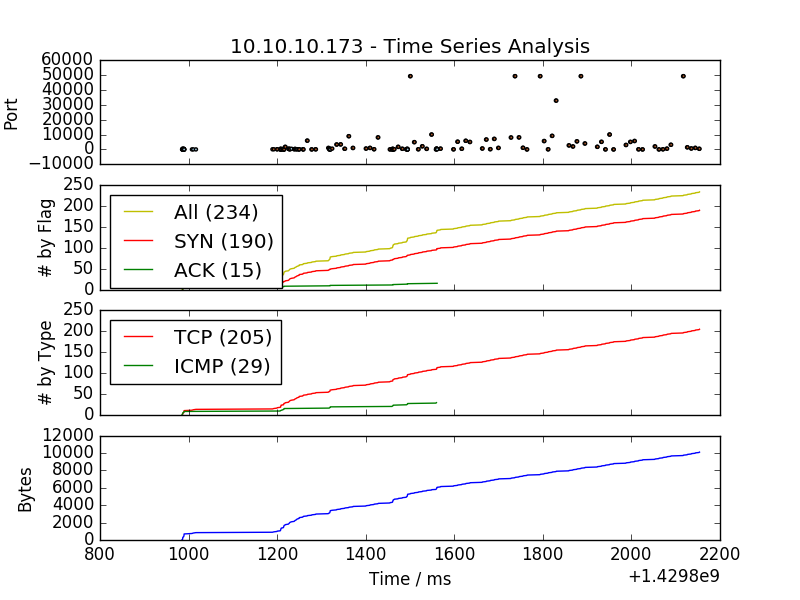 10.10.10.173 - Time Series Analysis
60000
50000
40000
30000
20000
10000
0
−10000
Port
250
200
150
100
50
0
# by Flag
All (234)
SYN (190)
ACK (15)
250
200
150
100
50
0
# by Type
TCP (205)
ICMP (29)
12000
10000
8000
6000
4000
2000
0
Bytes
800 1000 1200 1400 1600 1800 2000 2200
Time / ms
+1.4298e9